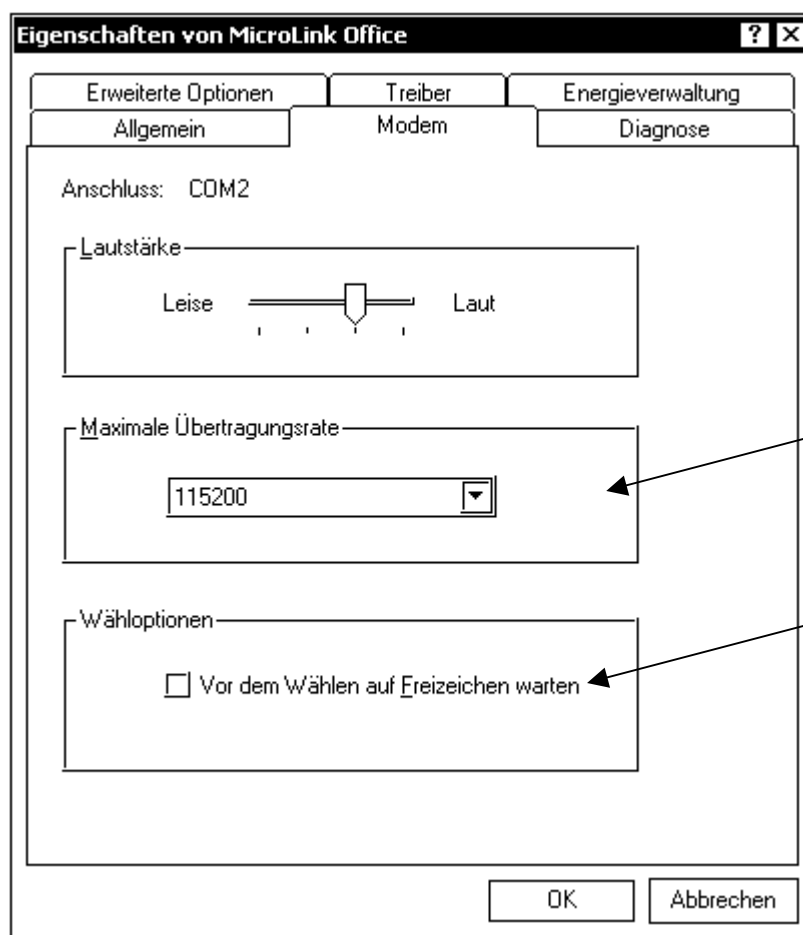 Eigenschaften von MicroLink Office ? X
Erweiterte Optionen Treiber Energieverwaltung
Allgemein Modem Diagnose
Anschluss: COM2
Lautstärke
Leise Laut
Maximale Übertragungsrate
115200
Wähloptionen
Vor dem Wählen auf Freizeichen warten
OK Abbrechen